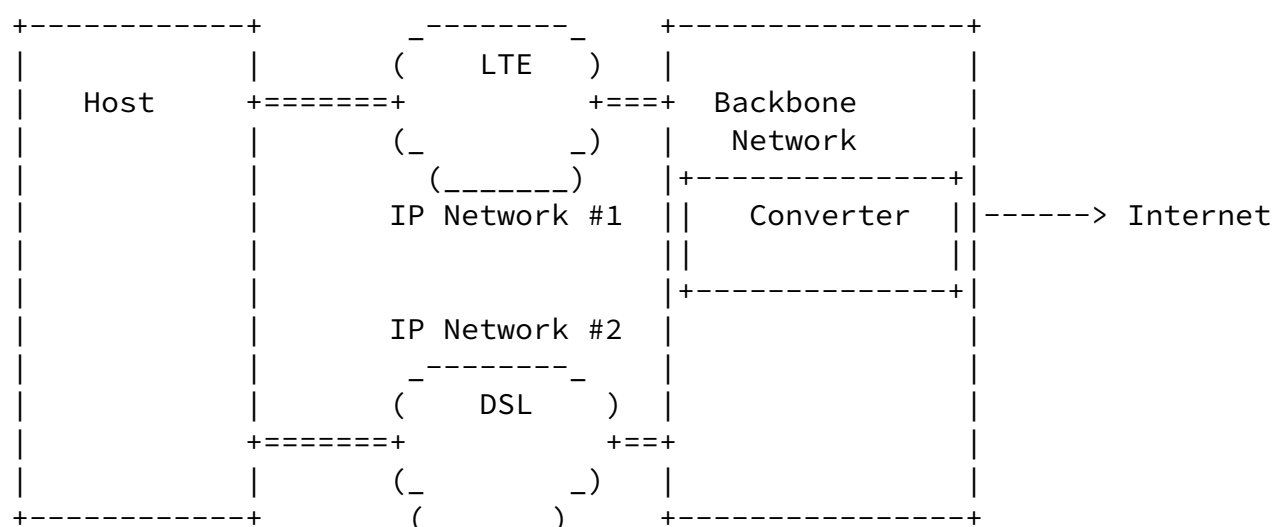 LTE
Host Backbone
Network
IP Network #1 Converter ------> Internet
IP Network #2
DSL